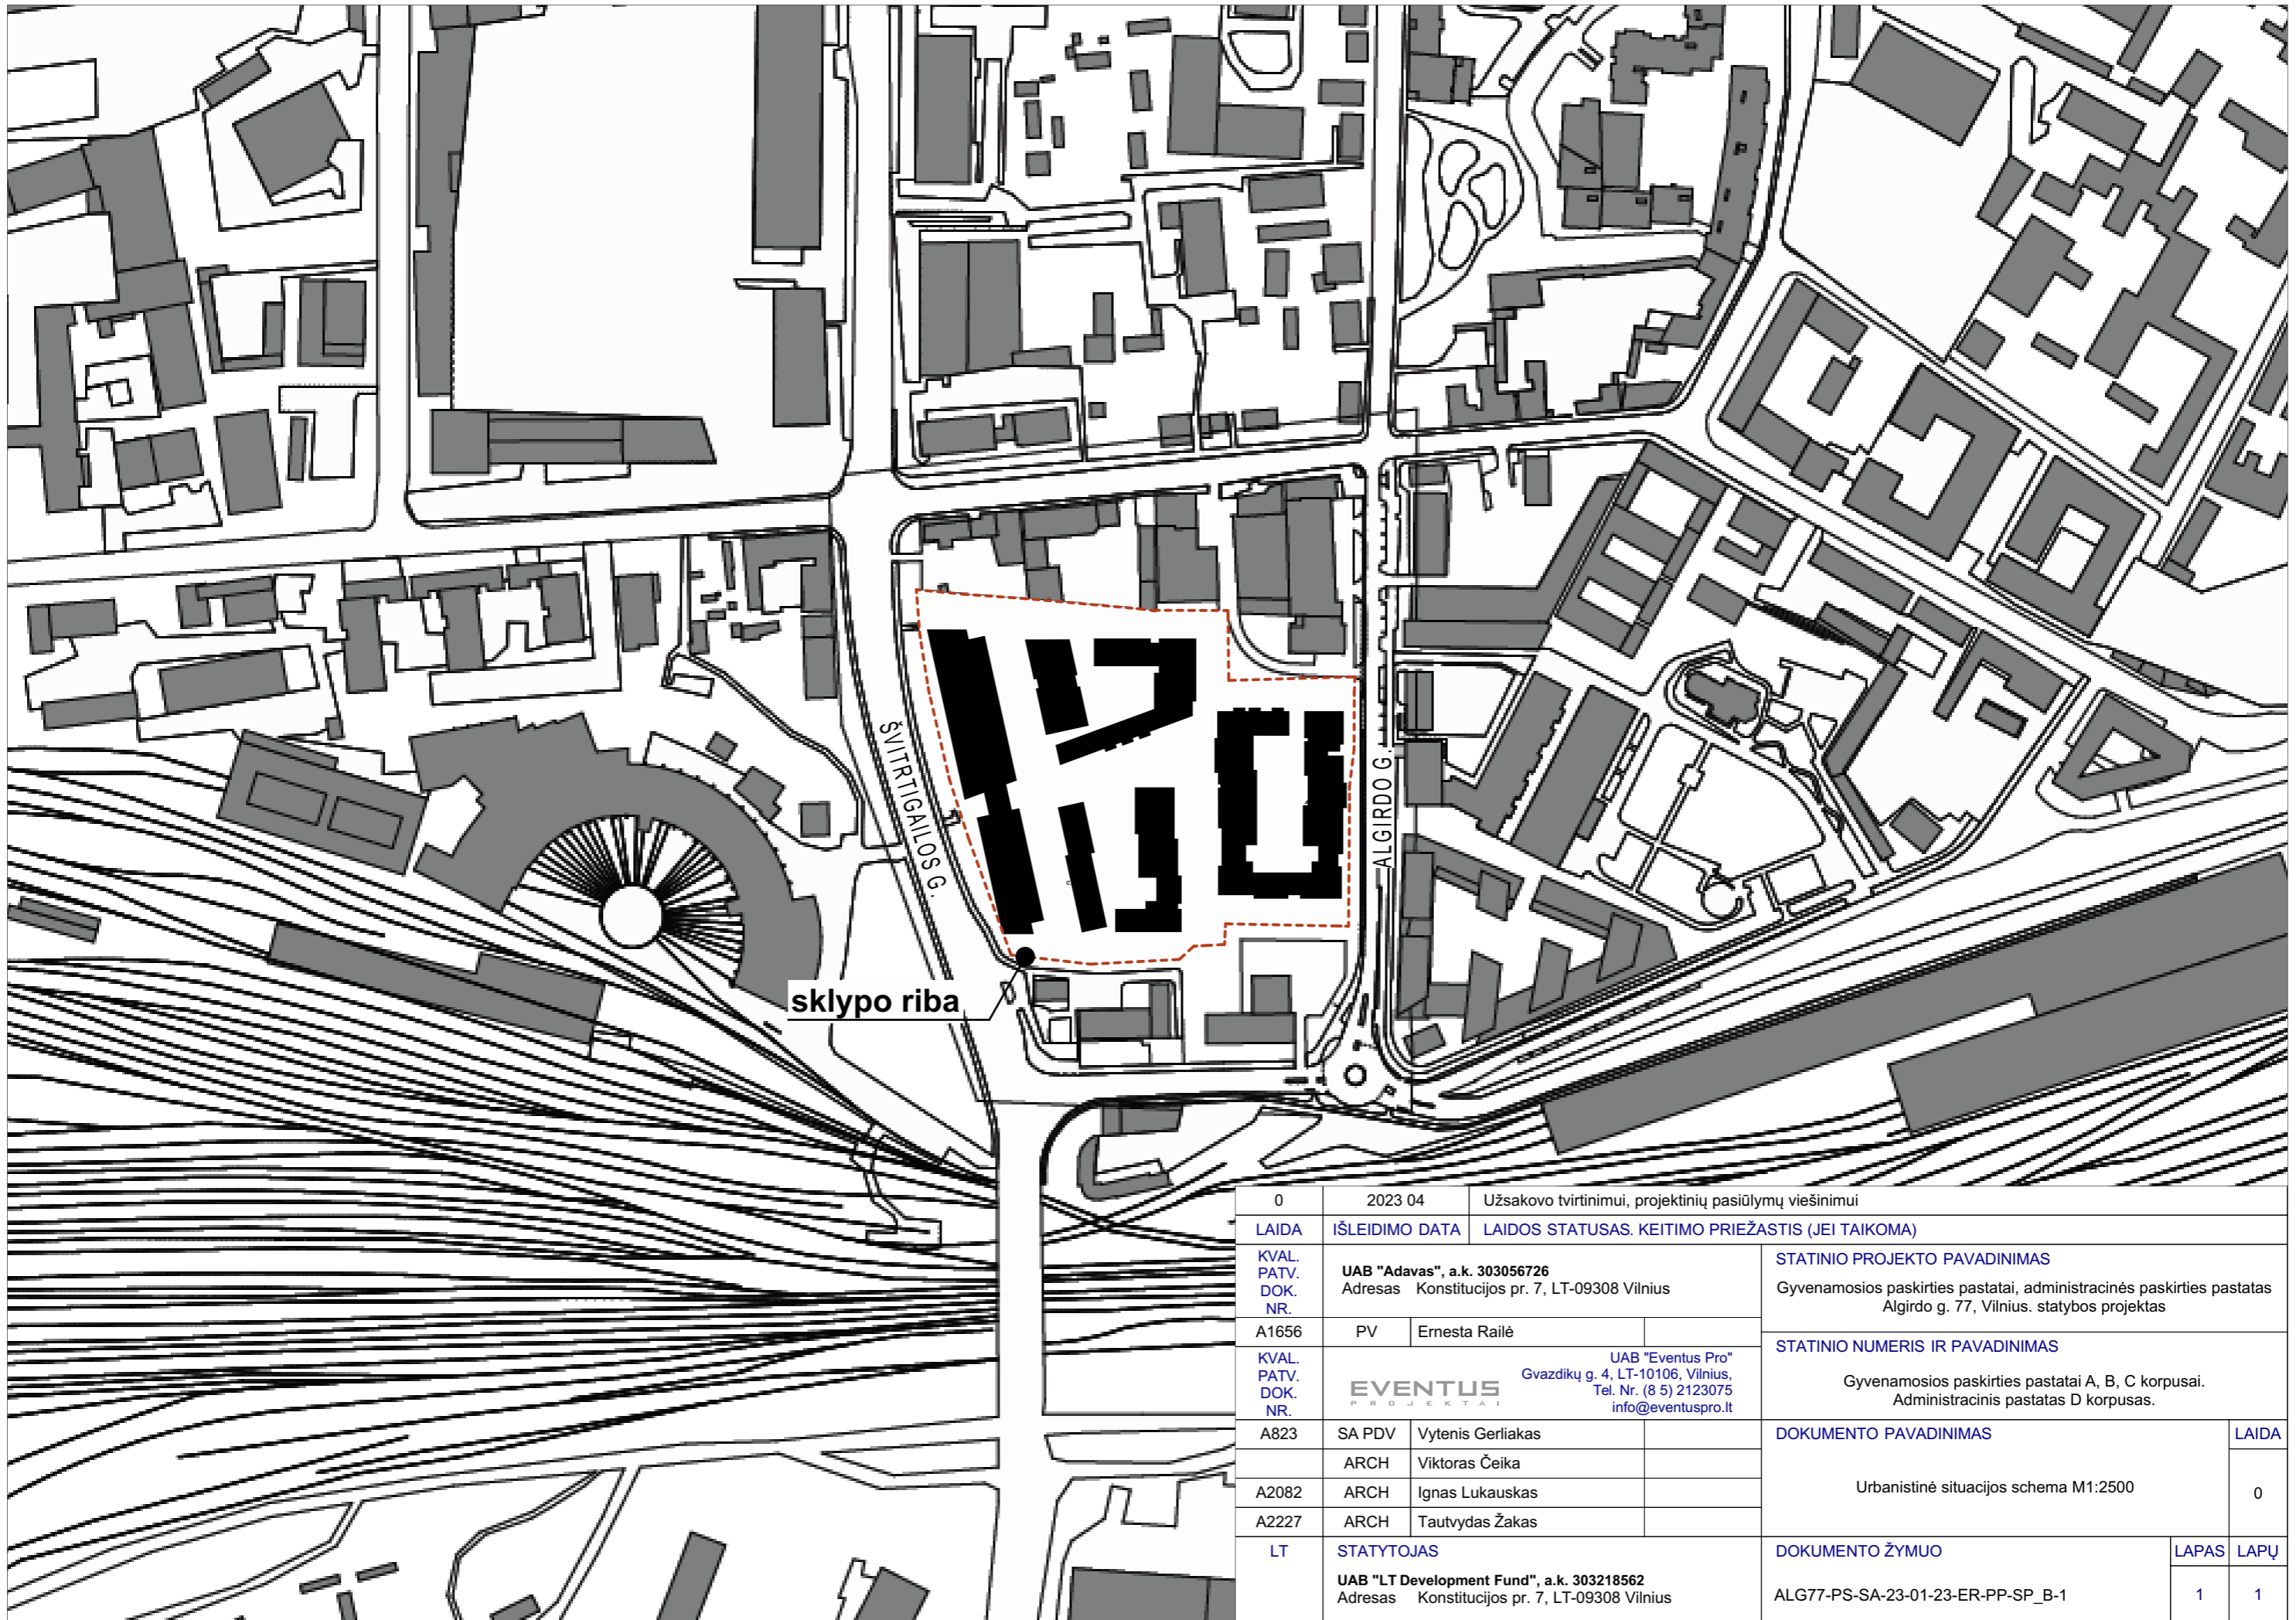 ŠVITRTIGAILOS G.
ALGIRDO G.
sklypo riba
0 2023 04 Užsakovo tvirtinimui, projektinių pasiūlymų viešinimui
LAIDA IŠLEIDIMO DATA LAIDOS STATUSAS. KEITIMO PRIEŽASTIS (JEI TAIKOMA)
KVAL.
PATV.
DOK.
NR.
UAB "Adavas", a.k. 303056726
Adresas Konstitucijos pr. 7, LT-09308 Vilnius
STATINIO PROJEKTO PAVADINIMAS
Gyvenamosios paskirties pastatai, administracinės paskirties pastatas
Algirdo g. 77, Vilnius. statybos projektas
A1656 PV Ernesta Railė
STATINIO NUMERIS IR PAVADINIMAS
Gyvenamosios paskirties pastatai A, B, C korpusai.
Administracinis pastatas D korpusas.
KVAL.
PATV.
DOK.
NR.
EVENTUS
PROJEKTAI
UAB "Eventus Pro"
Gvazdikų g. 4, LT-10106, Vilnius,
Tel. Nr. (8 5) 2123075
info@eventuspro.lt
A823 SA PDV Vytenis Gerliakas
ARCH Viktoras Čeika
A2082 ARCH Ignas Lukauskas
A2227 ARCH Tautvydas Žakas
DOKUMENTO PAVADINIMAS LAIDA
Urbanistinė situacijos schema M1:2500 0
LT STATYTOJAS
UAB "LT Development Fund", a.k. 303218562
Adresas Konstitucijos pr. 7, LT-09308 Vilnius
DOKUMENTO ŽYMUO LAPAS LAPŲ
ALG77-PS-SA-23-01-23-ER-PP-SP_B-1 1 1